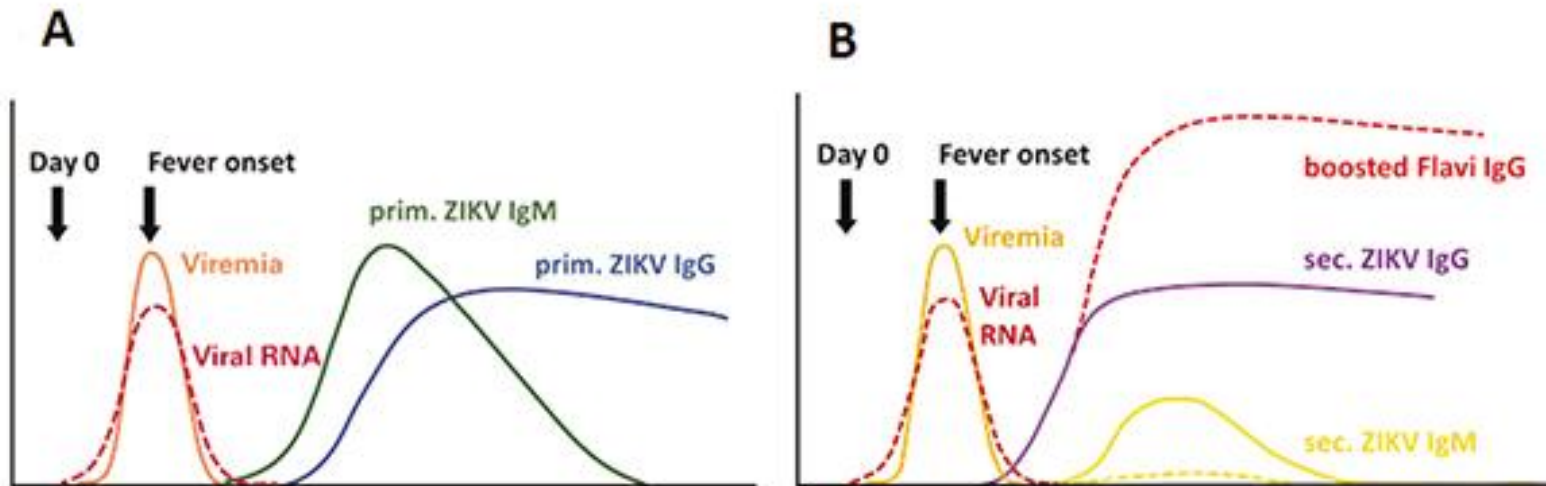 A
Day 0
Fever onset
Viremia
Viral RNA
prim. ZIKV IgM
prim. ZIKV IgG
B
Day 0
Fever onset
Viremia
Viral
RNA
boosted Flavi IgG
sec. ZIKV IgG
sec. ZIKV IgM